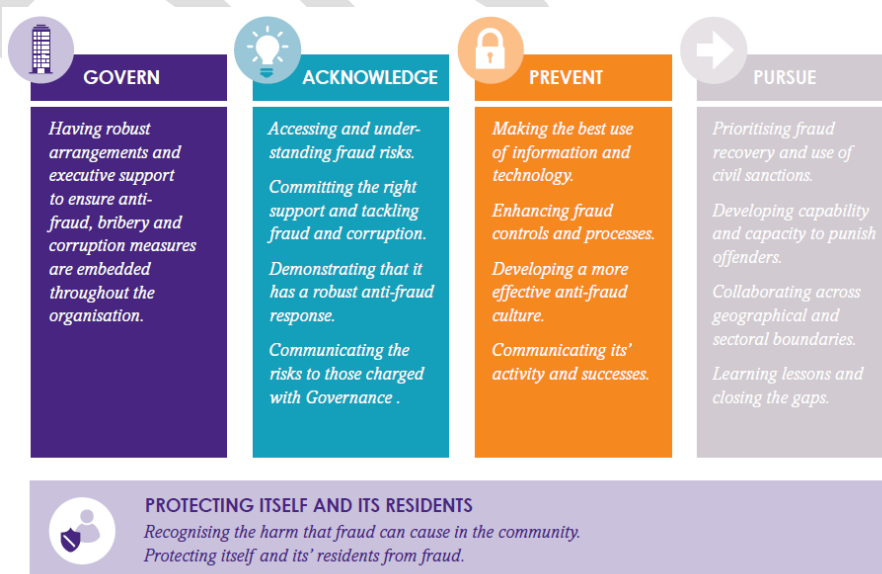 GOVERN
Having robust
arrangements and
executive support
to ensure anti-
fraud, bribery and
corruption measures
are embedded
throughout the
organisation.
ACKNOWLEDGE
Accessing and under-
standing fraud risks.
Committing the right
support and tackling
fraud and corruption.
Demonstrating that it
has a robust anti-fraud
response.
Communicating the
risks to those charged
with Governance .
PREVENT
Making the best use
of information and
technology.
Enhancing fraud
controls and processes.
Developing a more
effective anti-fraud
culture.
Communicating its’
activity and successes.
PURSUE
Prioritising fraud
recovery and use of
civil sanctions.
Developing capability
and capacity to punish
offenders.
Collaborating across
geographical and
sectoral boundaries.
Learning lessons and
closing the gaps.
PROTECTING ITSELF AND ITS RESIDENTS
Recognising the harm that fraud can cause in the community.
Protecting itself and its’ residents from fraud.